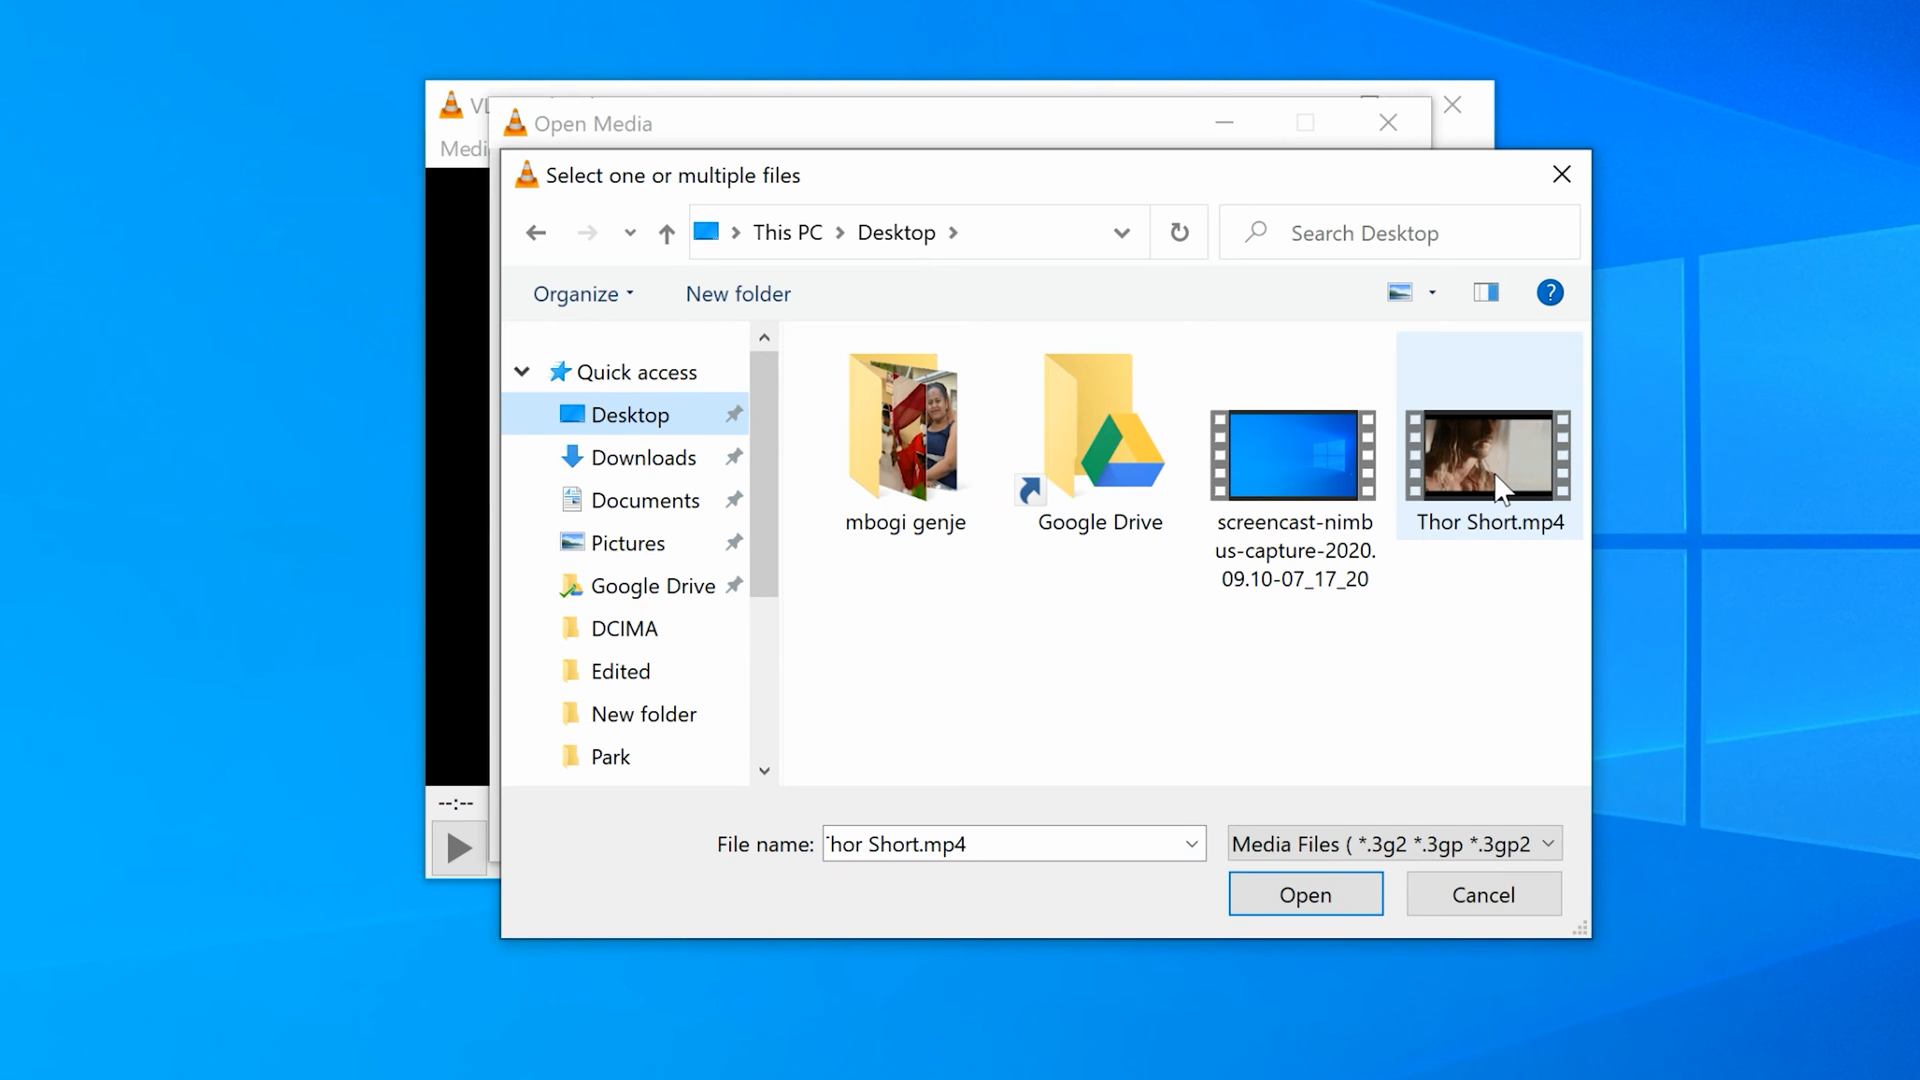 VL
Open Media
Medi
Select one or multiple files
This PC
Desktop
Search Desktop
Organize
New folder
?
Quick access
Desktop
Downloads
Documents
Pictures
Google Drive
DCIMA
Edited
New folder
Park
mbogi genje
Google Drive
screencast-nimb
us-capture-2020.
09.10-07_17_20
Thor Short.mp4
--:--
File name:
hor Short.mp4
Media Files ( *.3g2 *.3gp *.3gp2
Open
Cancel